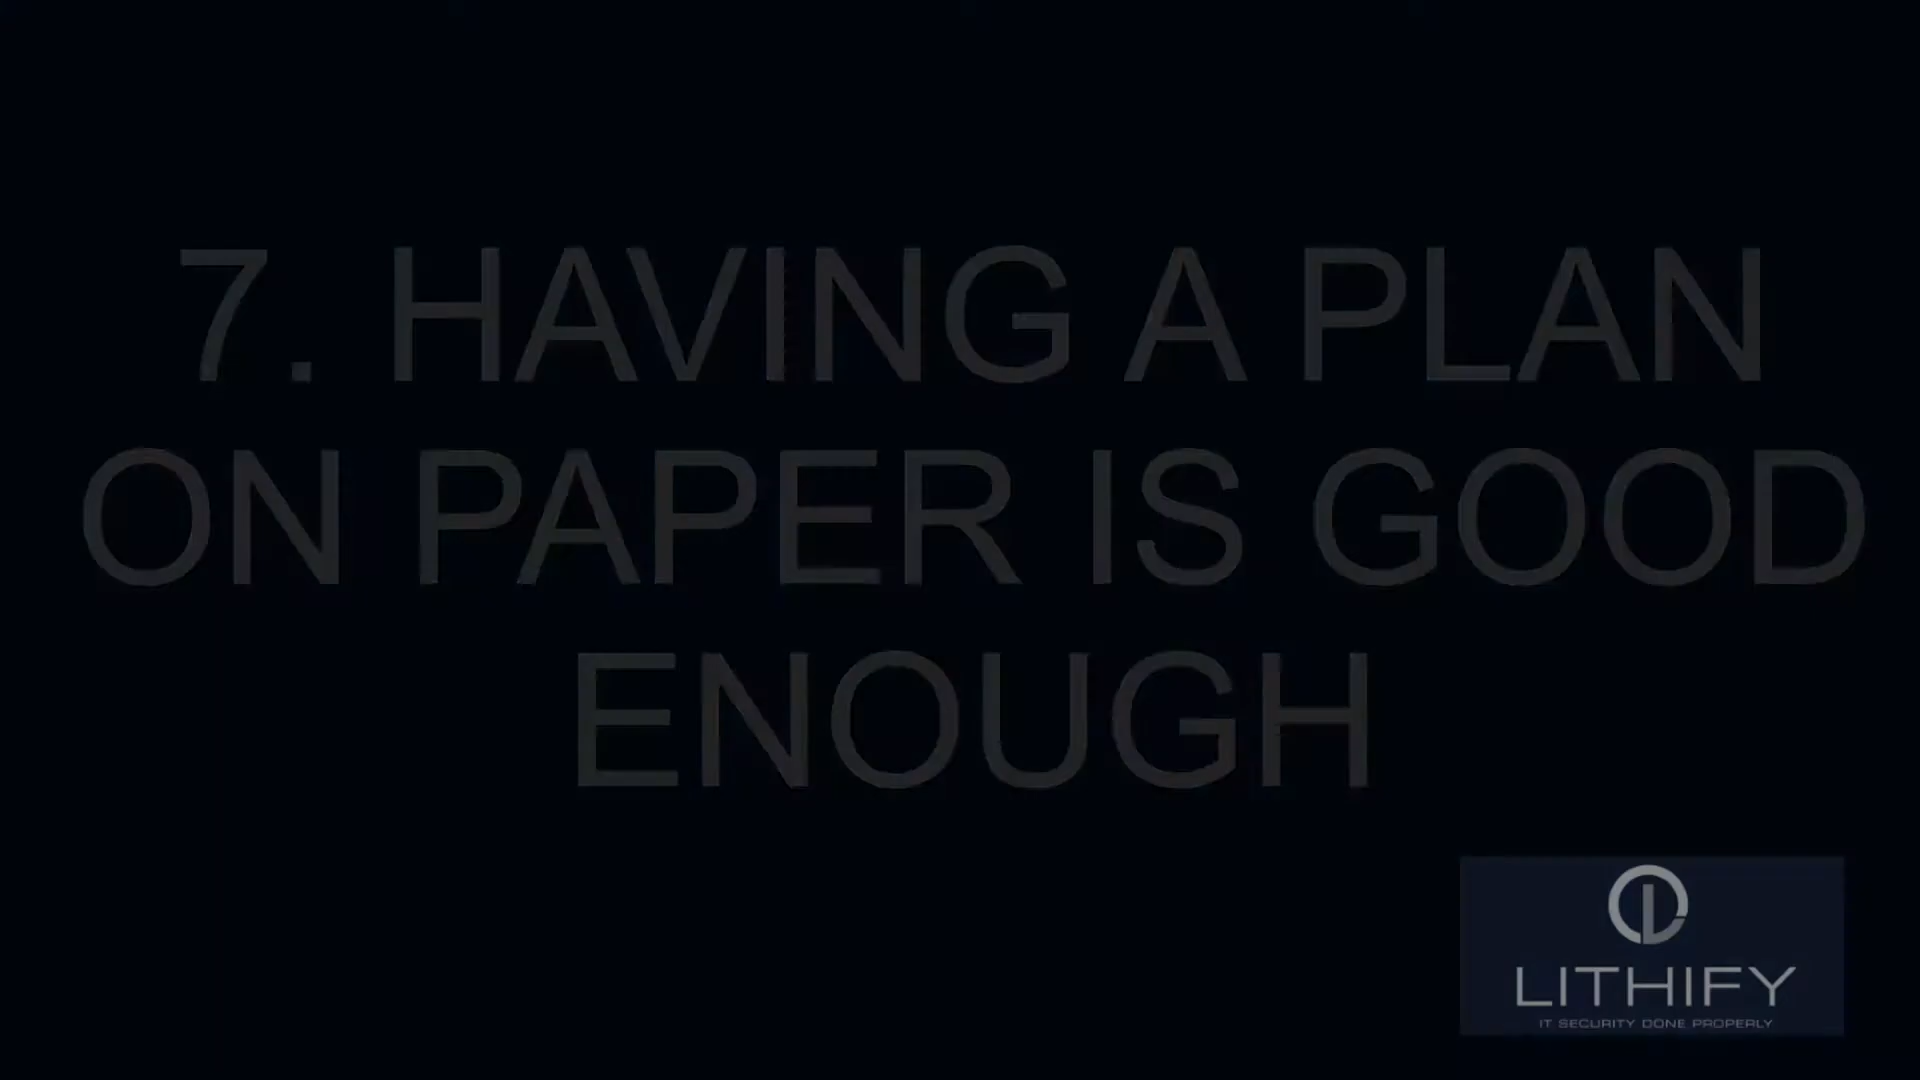 7. HAVING A PLAN
ON PAPER IS GOOD
ENOUGH
LITHIFY
IT SECURITY DONE PROPERLY